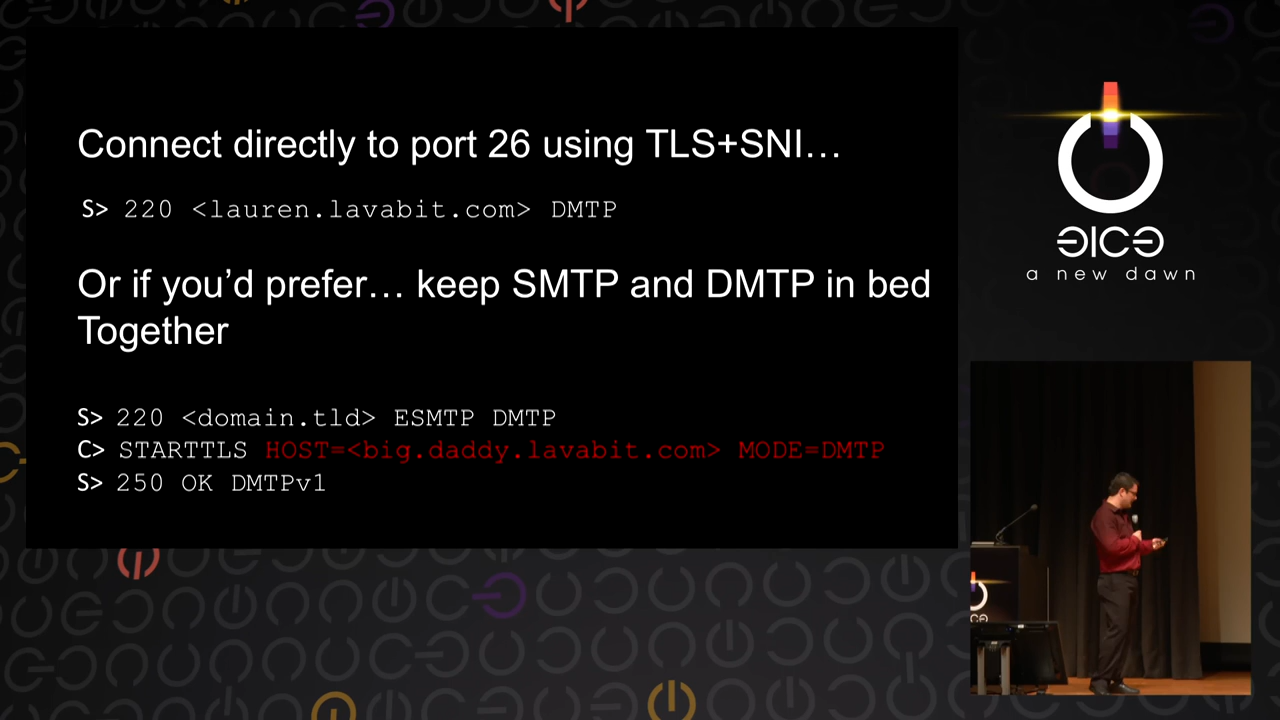 Connect directly to port 26 using TLS+SNI…
S> 220 <lauren.lavabit.com> DMTP
Or if you’d prefer… keep SMTP and DMTP in bed
Together
S> 220 <domain.tld> ESMTP DMTP
C> STARTTLS HOST=<big.daddy.lavabit.com> MODE=DMTP
S> 250 OK DMTPv1
a new dawn